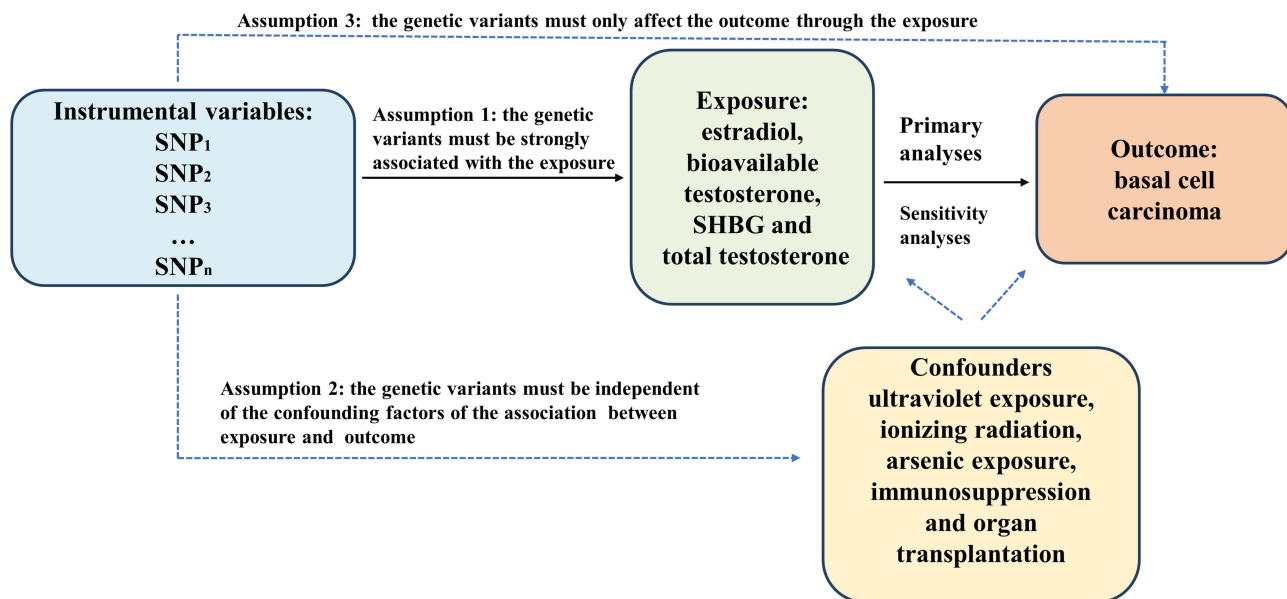 Assumption 3:  the genetic variants must only affect the outcome through the exposure
Instrumental variables:
SNP₁
SNP₂
SNP₃
…
SNPₙ
Assumption 1: the genetic
variants must be strongly
associated with the exposure
Exposure:
estradiol,
bioavailable
testosterone,
SHBG and
total testosterone
Primary
analyses
Sensitivity
analyses
Outcome:
basal cell
carcinoma
Assumption 2: the genetic variants must be independent
of the confounding factors of the association  between
exposure and  outcome
Confounders
ultraviolet exposure,
ionizing radiation,
arsenic exposure,
immunosuppression
and organ
transplantation